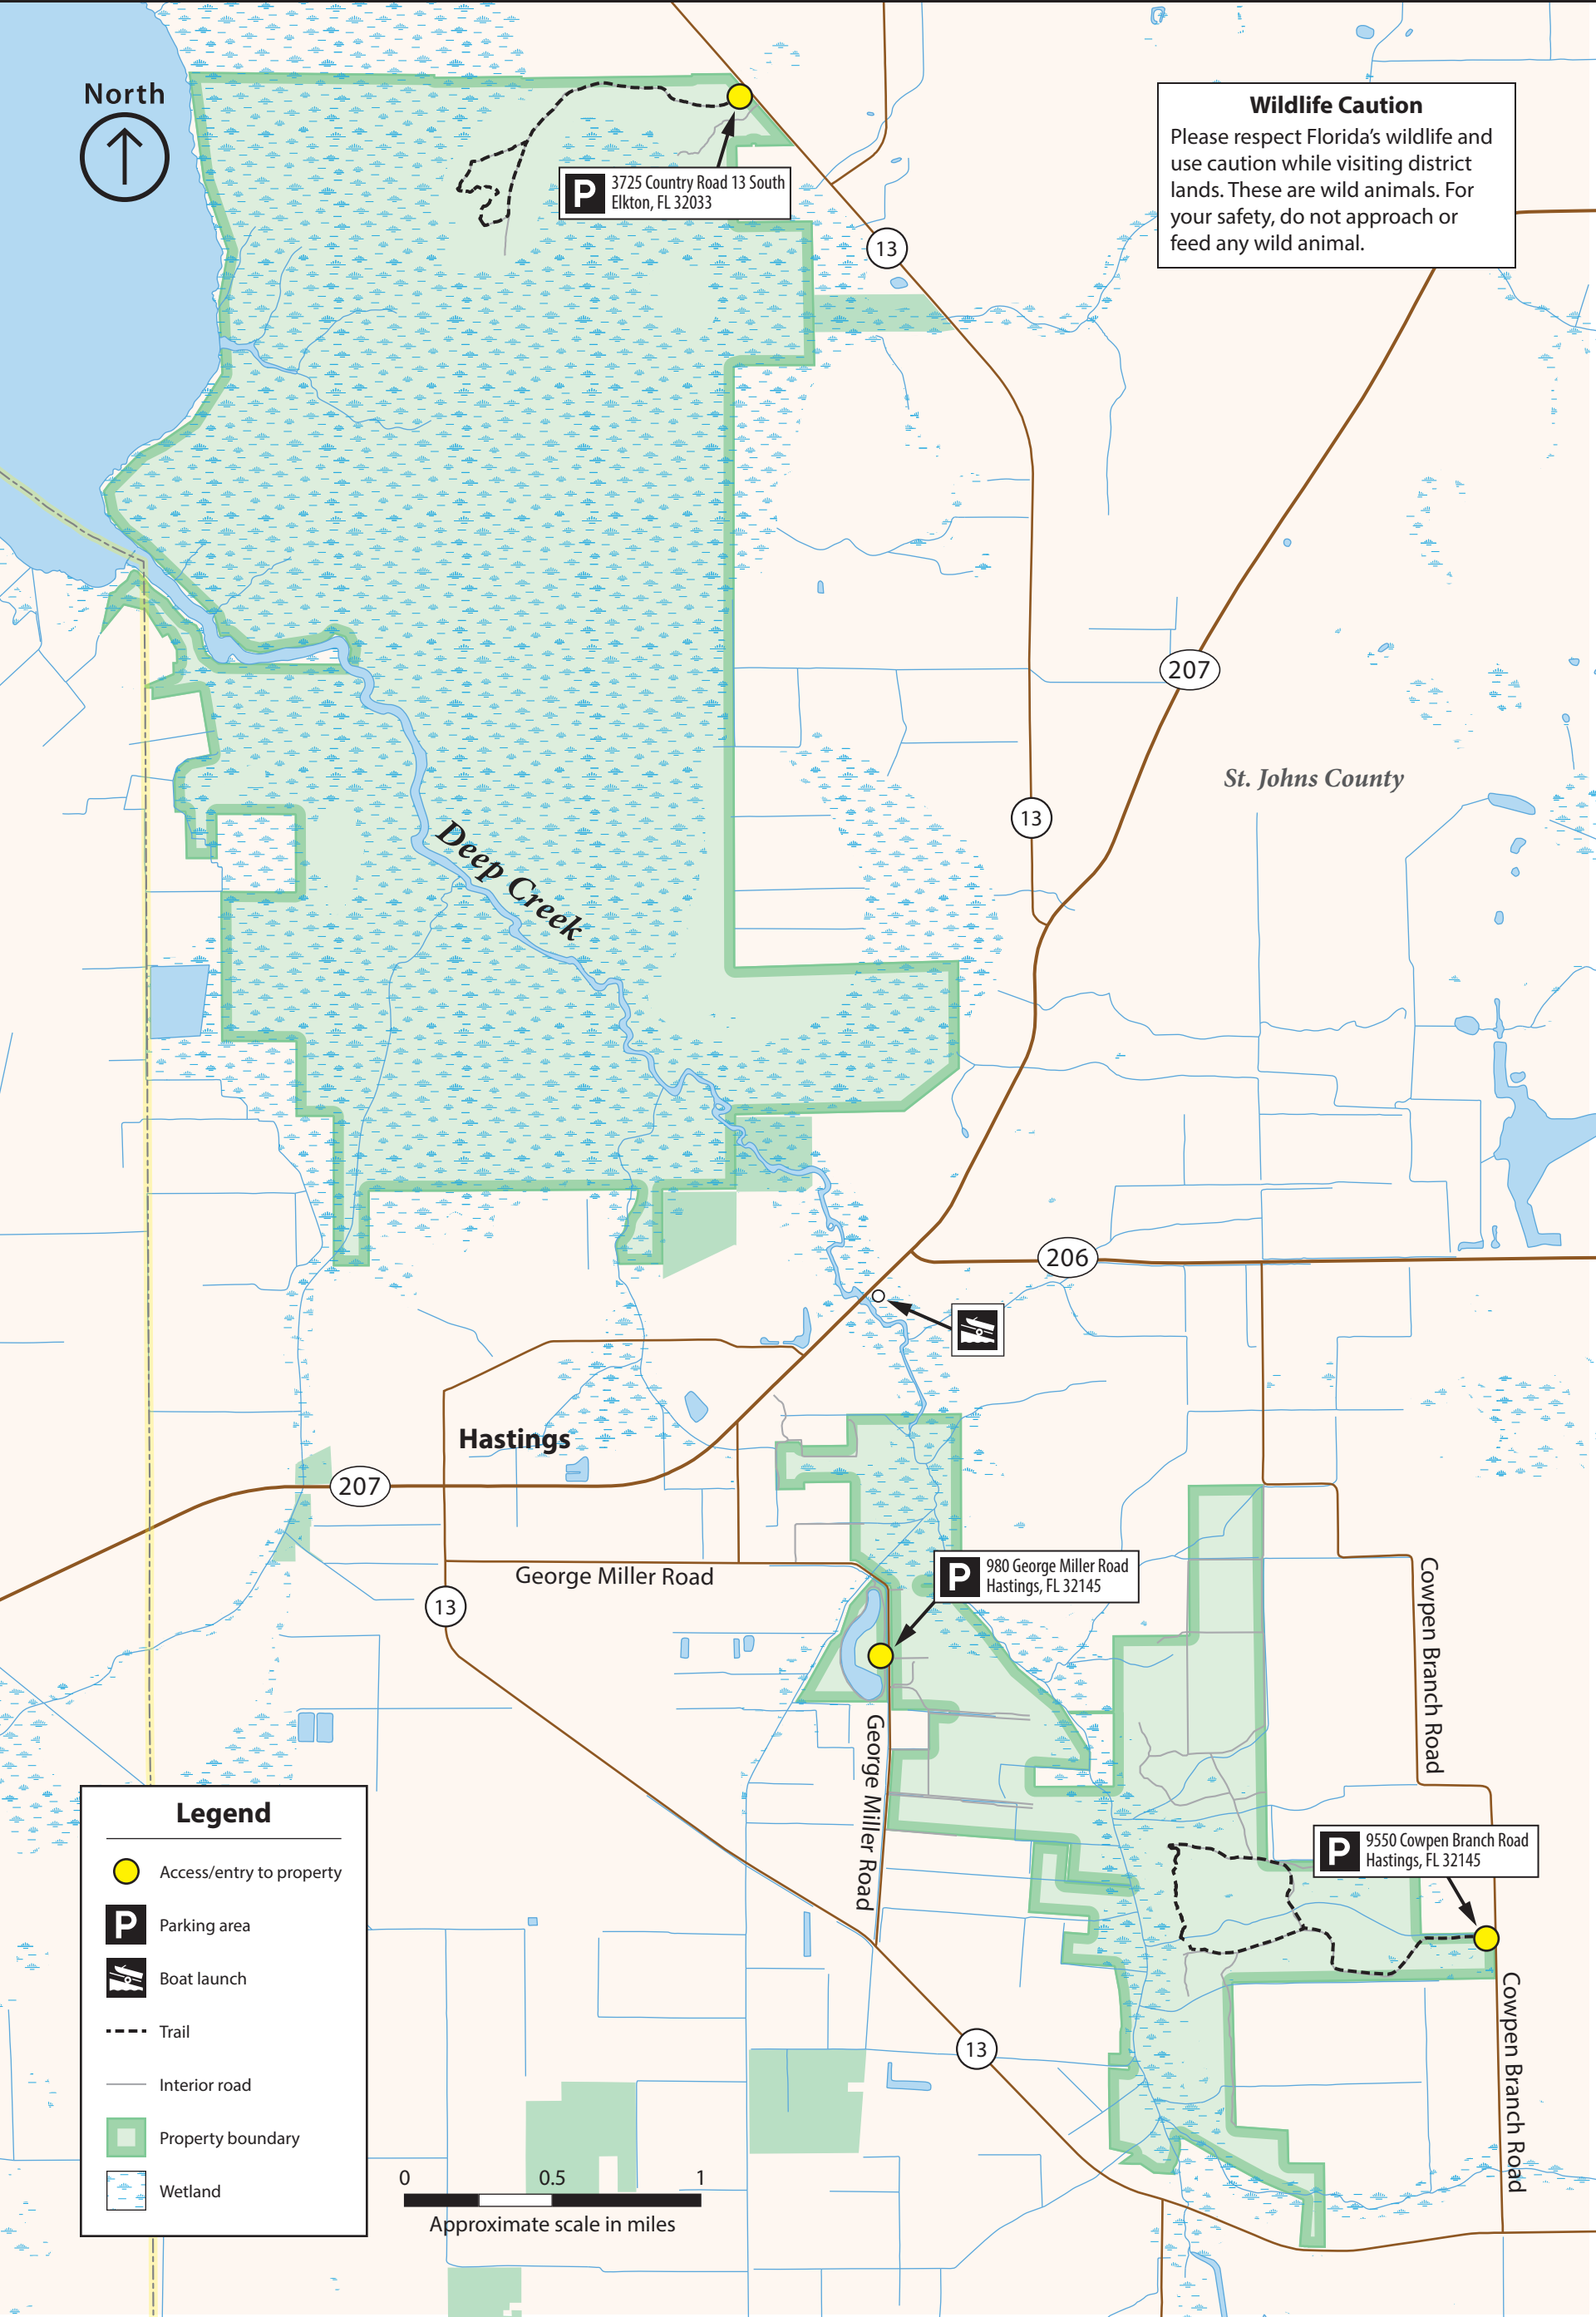 North
Wildlife Caution
Please respect Florida's wildlife and
use caution while visiting district
lands. These are wild animals. For
your safety, do not approach or
feed any wild animal.
P
3725 Country Road 13 South
Elkton, FL 32033
13
207
St. Johns County
13
Deep Creek
206
Hastings
207
George Miller Road
P
980 George Miller Road
Hastings, FL 32145
13
Cowpen Branch Road
George Miller Road
P
9550 Cowpen Branch Road
Hastings, FL 32145
Cowpen Branch Road
13
Legend
Access/entry to property
P
Parking area
Boat launch
Trail
Interior road
Property boundary
Wetland
0 0.5 1
Approximate scale in miles